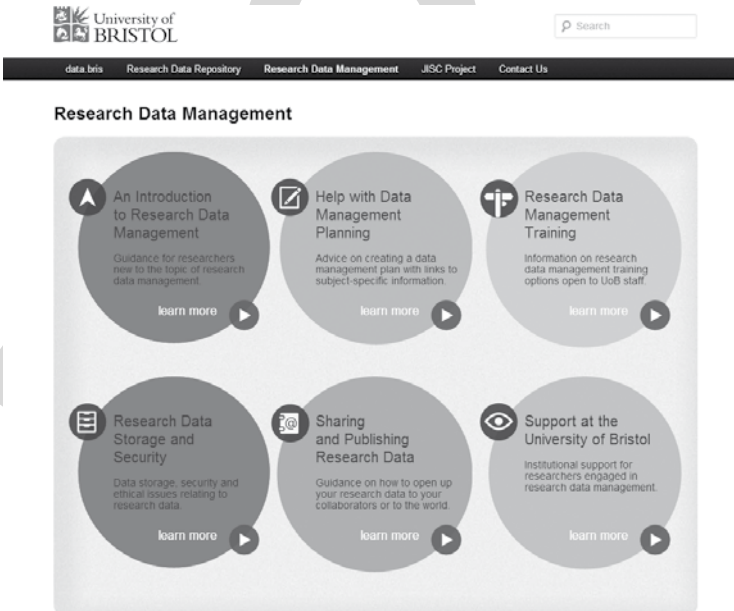 University of
BRISTOL
Search
data.bris Research Data Repository Research Data Management JISC Project Contact Us
Research Data Management
An Introduction
to Research Data
Management
Guidance for researchers
new to the topic of research
data management.
learn more
Help with Data
Management
Planning
Advice on creating a data
management plan with links to
subject-specific information.
learn more
Research Data
Management
Training
Information on research
data management training
options open to UoB staff.
learn more
Research Data
Storage and
Security
Data storage, security and
ethical issues relating to
research data.
learn more
Sharing
and Publishing
Research Data
Guidance on how to open up
your research data to your
collaborators or to the world.
learn more
Support at the
University of Bristol
Institutional support for
researchers engaged in
research data management.
learn more